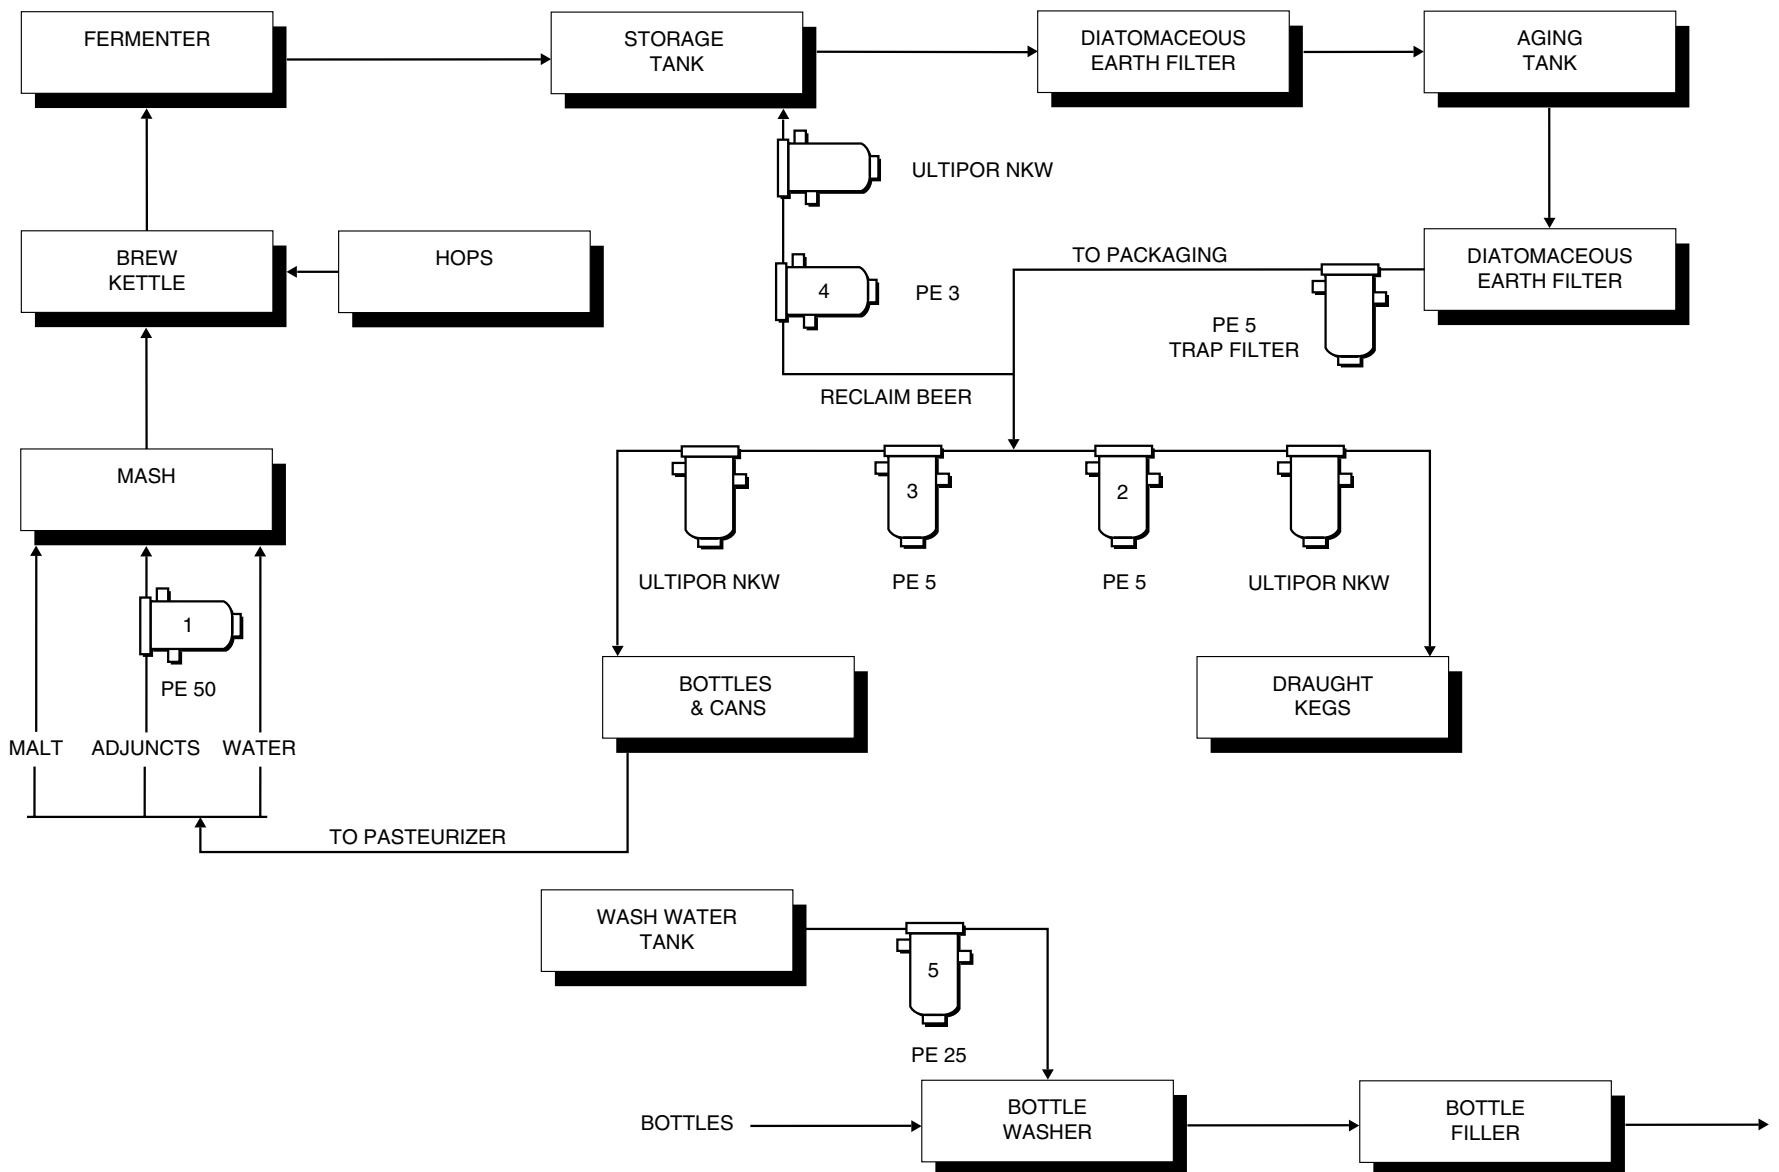 FERMENTER
STORAGE
TANK
DIATOMACEOUS
EARTH FILTER
AGING
TANK
ULTIPOR NKW
BREW
KETTLE
HOPS
4
PE 3
TO PACKAGING
DIATOMACEOUS
EARTH FILTER
PE 5
TRAP FILTER
RECLAIM BEER
MASH
3
2
ULTIPOR NKW
PE 5
PE 5
ULTIPOR NKW
1
PE 50
BOTTLES
& CANS
DRAUGHT
KEGS
MALT
ADJUNCTS
WATER
TO PASTEURIZER
WASH WATER
TANK
5
PE 25
BOTTLES
BOTTLE
WASHER
BOTTLE
FILLER